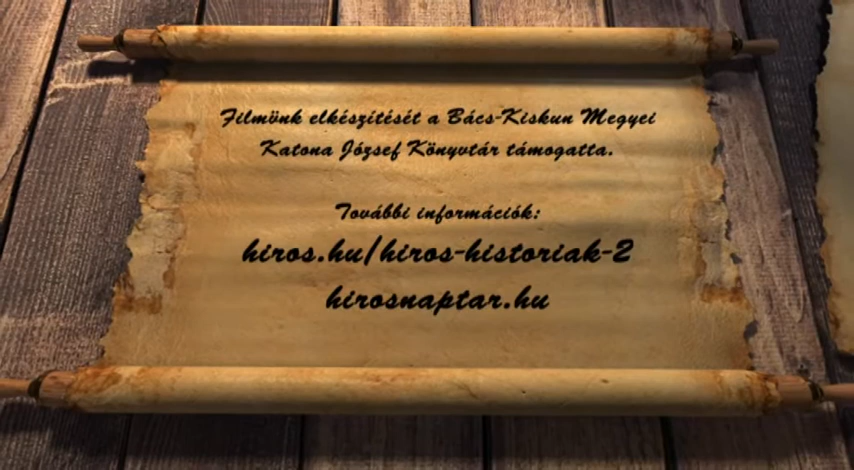 Filmünk elkészítését a Bács-Kiskun Megyei
Katona József Könyvtár támogatta.
További információk:
hiros.hu/hiros-historiak-2
hirosnaptar.hu